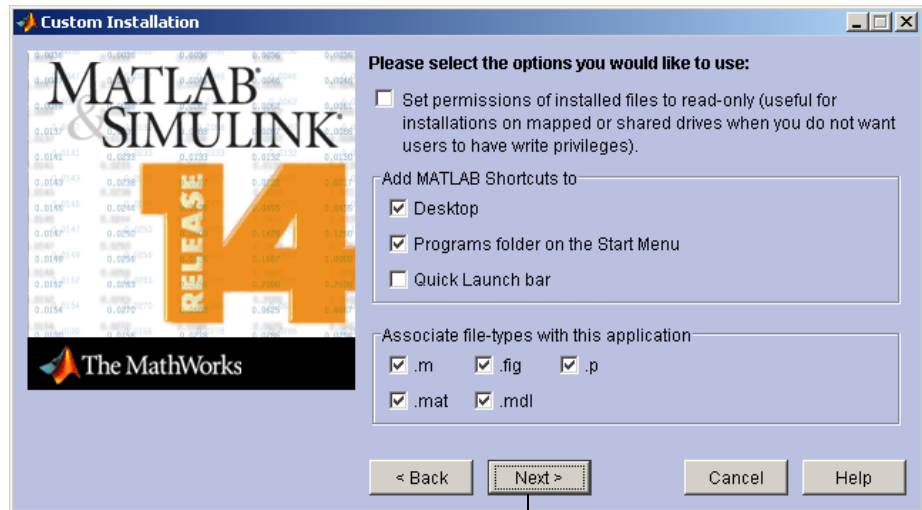 Custom Installation
MATLAB®
&SIMULINK®
RELEASE
14
The MathWorks
Please select the options you would like to use:
Set permissions of installed files to read-only (useful for
installations on mapped or shared drives when you do not want
users to have write privileges).
Add MATLAB Shortcuts to
Desktop
Programs folder on the Start Menu
Quick Launch bar
Associate file-types with this application
.m .fig .p
.mat .mdl
< Back Next > Cancel Help